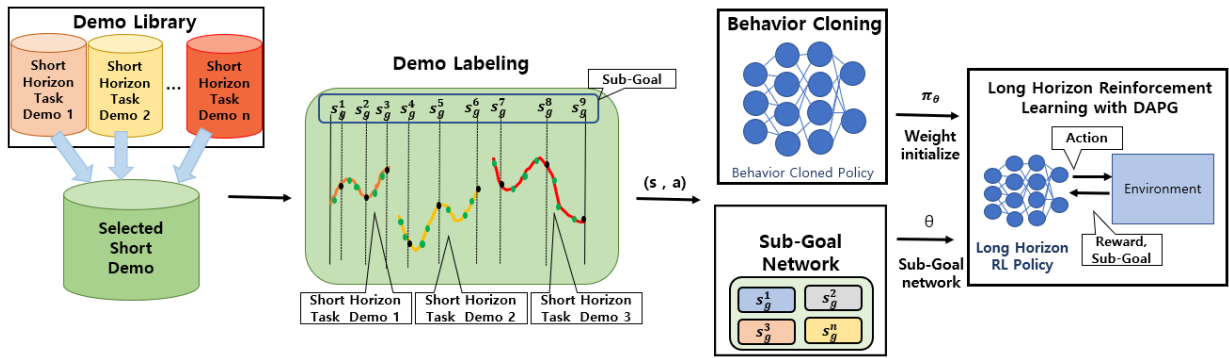 Demo Library
Short
Horizon
Task
Demo 1
Short
Horizon
Task
Demo 2
...
Short
Horizon
Task
Demo n
Selected
Short
Demo
Demo Labeling
Sub-Goal
s_g^1 s_g^2 s_g^3 s_g^4 s_g^5 s_g^6 s_g^7 s_g^8 s_g^9
Short Horizon
Task Demo 1
Short Horizon
Task Demo 2
Short Horizon
Task Demo 3
(s , a)
Behavior Cloning
Behavior Cloned Policy
Sub-Goal
Network
s_g^1
s_g^2
s_g^3
s_g^n
π_θ
Weight
initialize
θ
Sub-Goal
network
Long Horizon Reinforcement
Learning with DAPG
Action
Environment
Long Horizon
RL Policy
Reward,
Sub-Goal